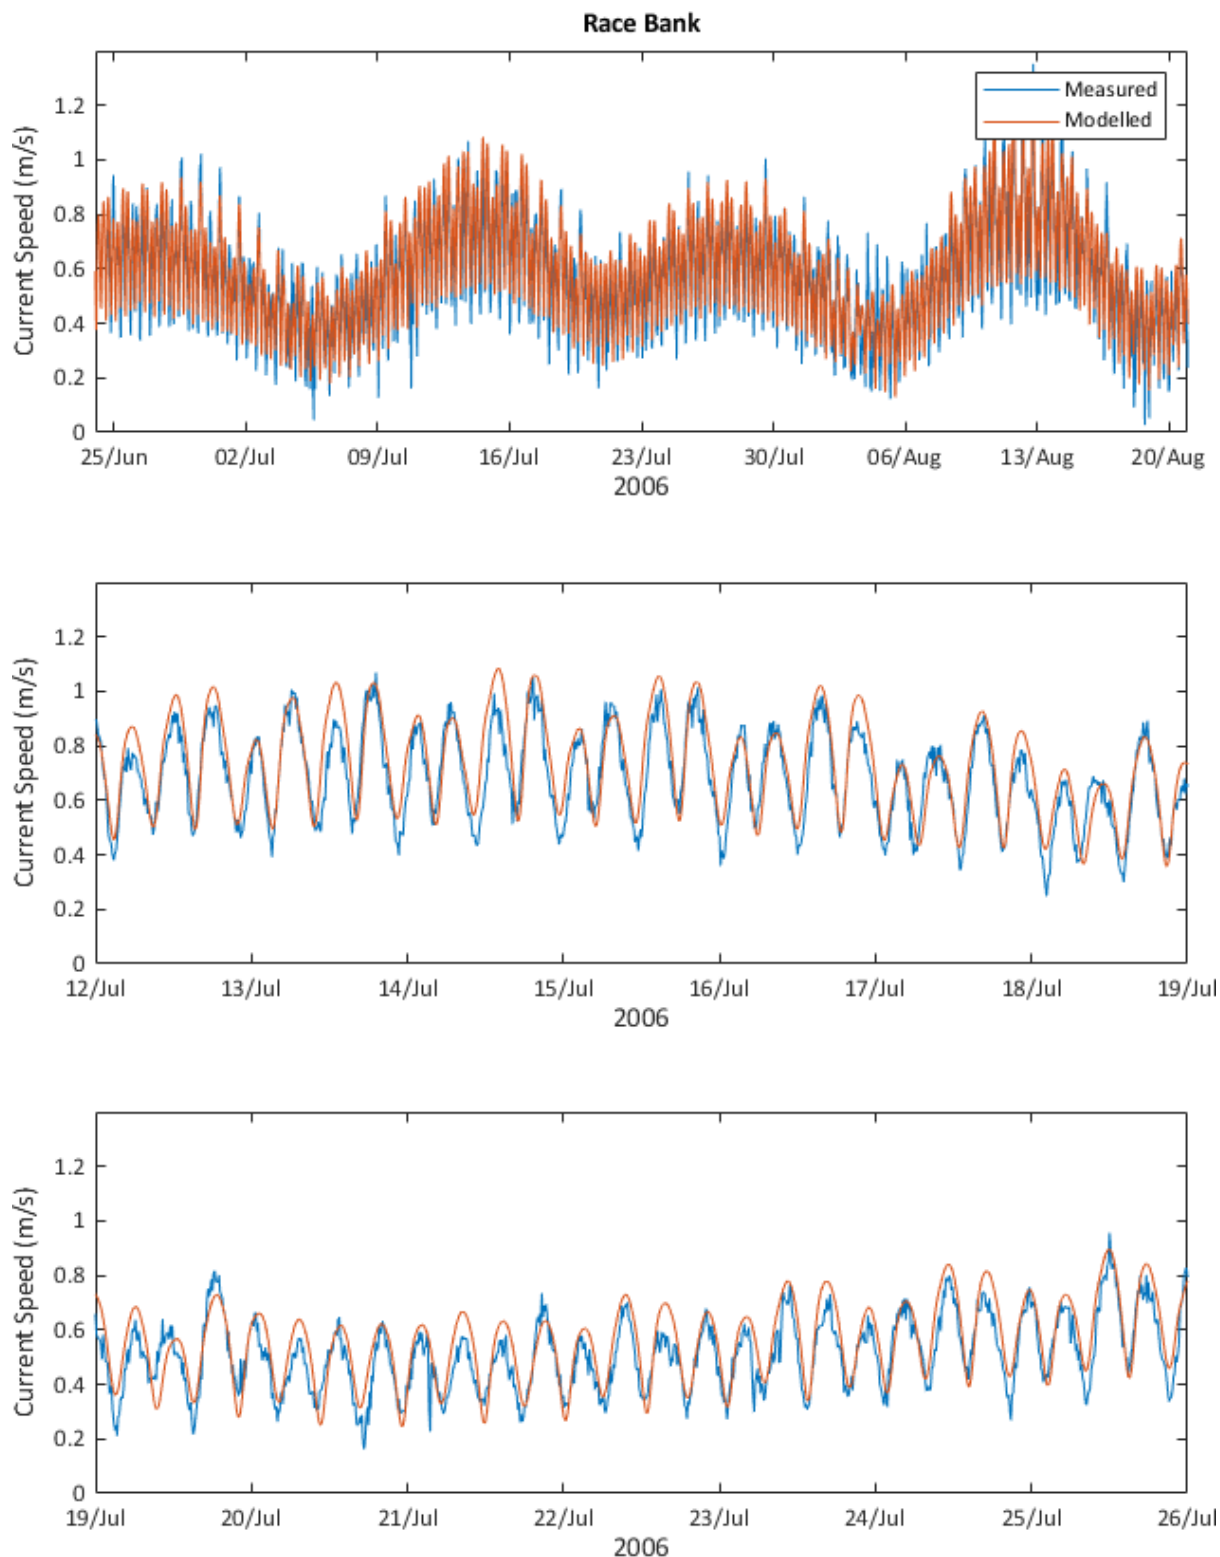 Race Bank
Current Speed (m/s)
1.2
1
0.8
0.6
0.4
0.2
0
Measured
Modelled
25/Jun 02/Jul 09/Jul 16/Jul 23/Jul 30/Jul 06/Aug 13/Aug 20/Aug
2006
Current Speed (m/s)
1.2
1
0.8
0.6
0.4
0.2
0
12/Jul 13/Jul 14/Jul 15/Jul 16/Jul 17/Jul 18/Jul 19/Jul
2006
Current Speed (m/s)
1.2
1
0.8
0.6
0.4
0.2
0
19/Jul 20/Jul 21/Jul 22/Jul 23/Jul 24/Jul 25/Jul 26/Jul
2006